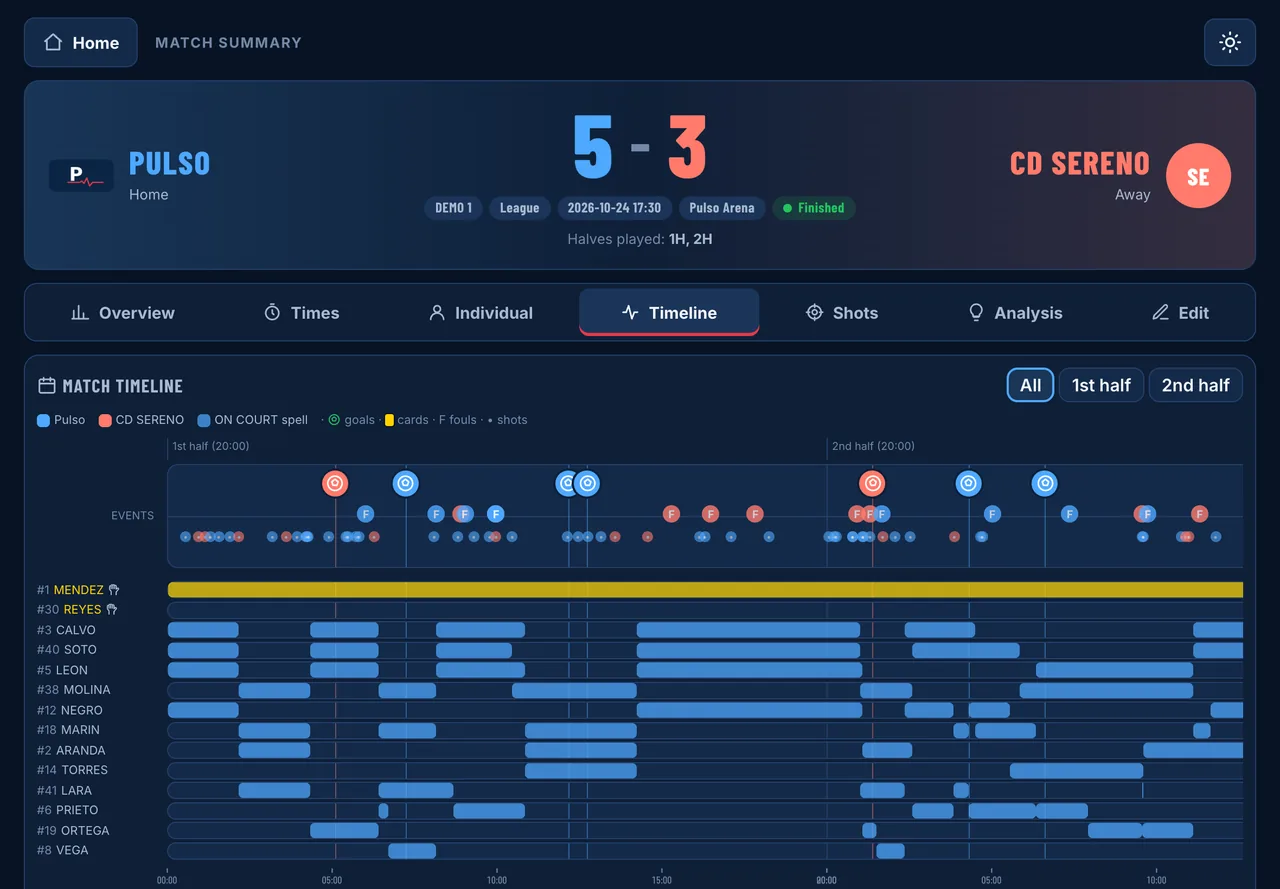 Home
MATCH SUMMARY
5 - 3
P
PULSO
Home
CD SERENO
Away
SE
DEMO 1
League
2026-10-24 17:30
Pulso Arena
Finished
Halves played: 1H, 2H
Overview
Times
Individual
Timeline
Shots
Analysis
Edit
MATCH TIMELINE
All
1st half
2nd half
Pulso
CD SERENO
ON COURT spell
· goals · cards · F fouls · • shots
1st half (20:00)
2nd half (20:00)
EVENTS
F F F F F F F F F F F F F F F F F
#1 MENDEZ
#30 REYES
#3 CALVO
#40 SOTO
#5 LEON
#38 MOLINA
#12 NEGRO
#18 MARIN
#2 ARANDA
#14 TORRES
#41 LARA
#6 PRIETO
#19 ORTEGA
#8 VEGA
00:00
05:00
10:00
15:00
00:00
05:00
10:00